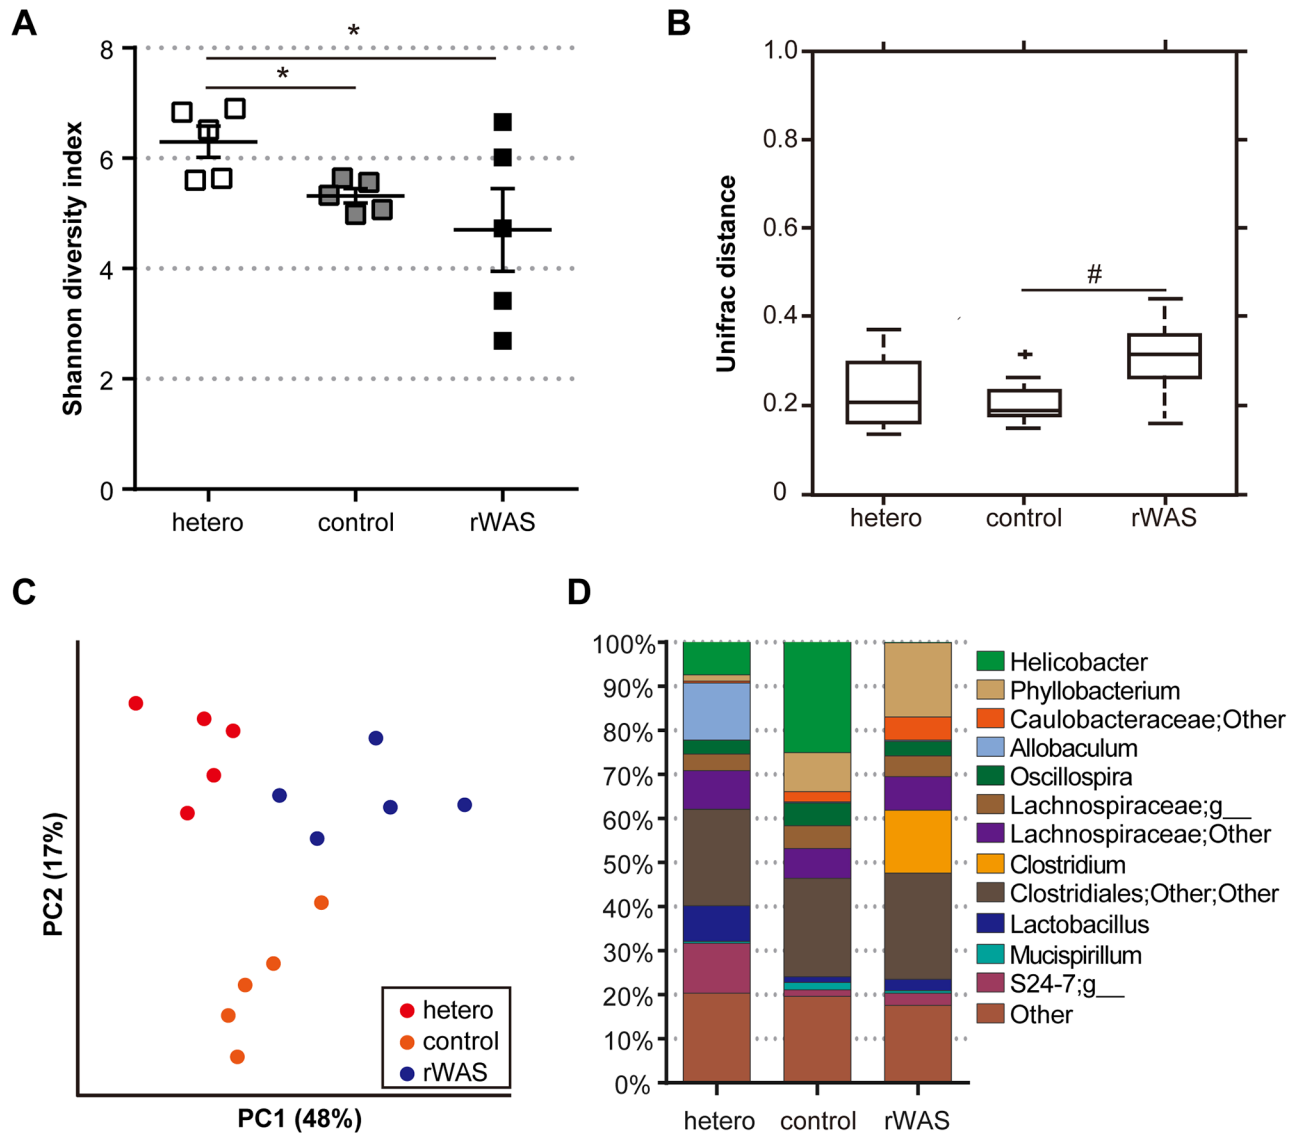 A
Shannon diversity index
8
6
4
2
0
*
*
hetero control rWAS
B
Unifrac distance
1.0
0.8
0.6
0.4
0.2
0
#
hetero control rWAS
C
PC2 (17%)
PC1 (48%)
hetero
control
rWAS
D
100%
90%
80%
70%
60%
50%
40%
30%
20%
10%
0%
hetero control rWAS
Helicobacter
Phyllobacterium
Caulobacteraceae;Other
Allobaculum
Oscillospira
Lachnospiraceae;g__
Lachnospiraceae;Other
Clostridium
Clostridiales;Other;Other
Lactobacillus
Mucispirillum
S24-7;g__
Other